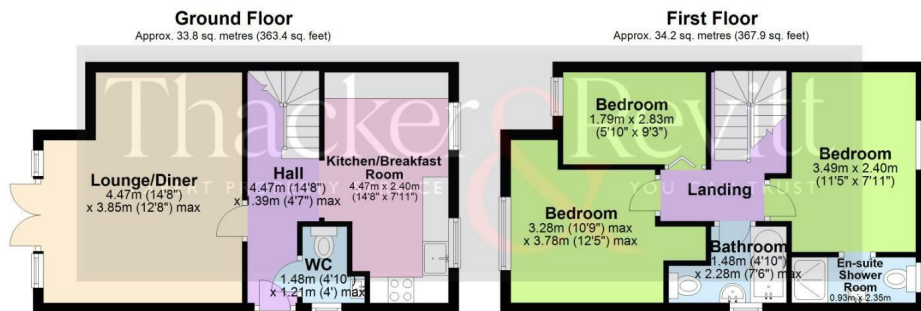 Ground Floor
Approx. 33.8 sq. metres (363.4 sq. feet)
Lounge/Diner
4.47m (14'8")
x 3.85m (12'8") max
Hall
4.47m (14'8")
x 1.39m (4'7") max
Kitchen/Breakfast
Room
4.47m x 2.40m
(14'8" x 7'11")
WC
1.48m (4'10")
x 1.21m (4') max
First Floor
Approx. 34.2 sq. metres (367.9 sq. feet)
Bedroom
1.79m x 2.83m
(5'10" x 9'3")
Bedroom
3.49m x 2.40m
(11'5" x 7'11")
Landing
Bedroom
3.28m (10'9") max
x 3.78m (12'5") max
Bathroom
1.48m (4'10")
x 2.28m (7'6") max
En-suite
Shower
Room
0.93m x 2.35m
Thacker & Revitt